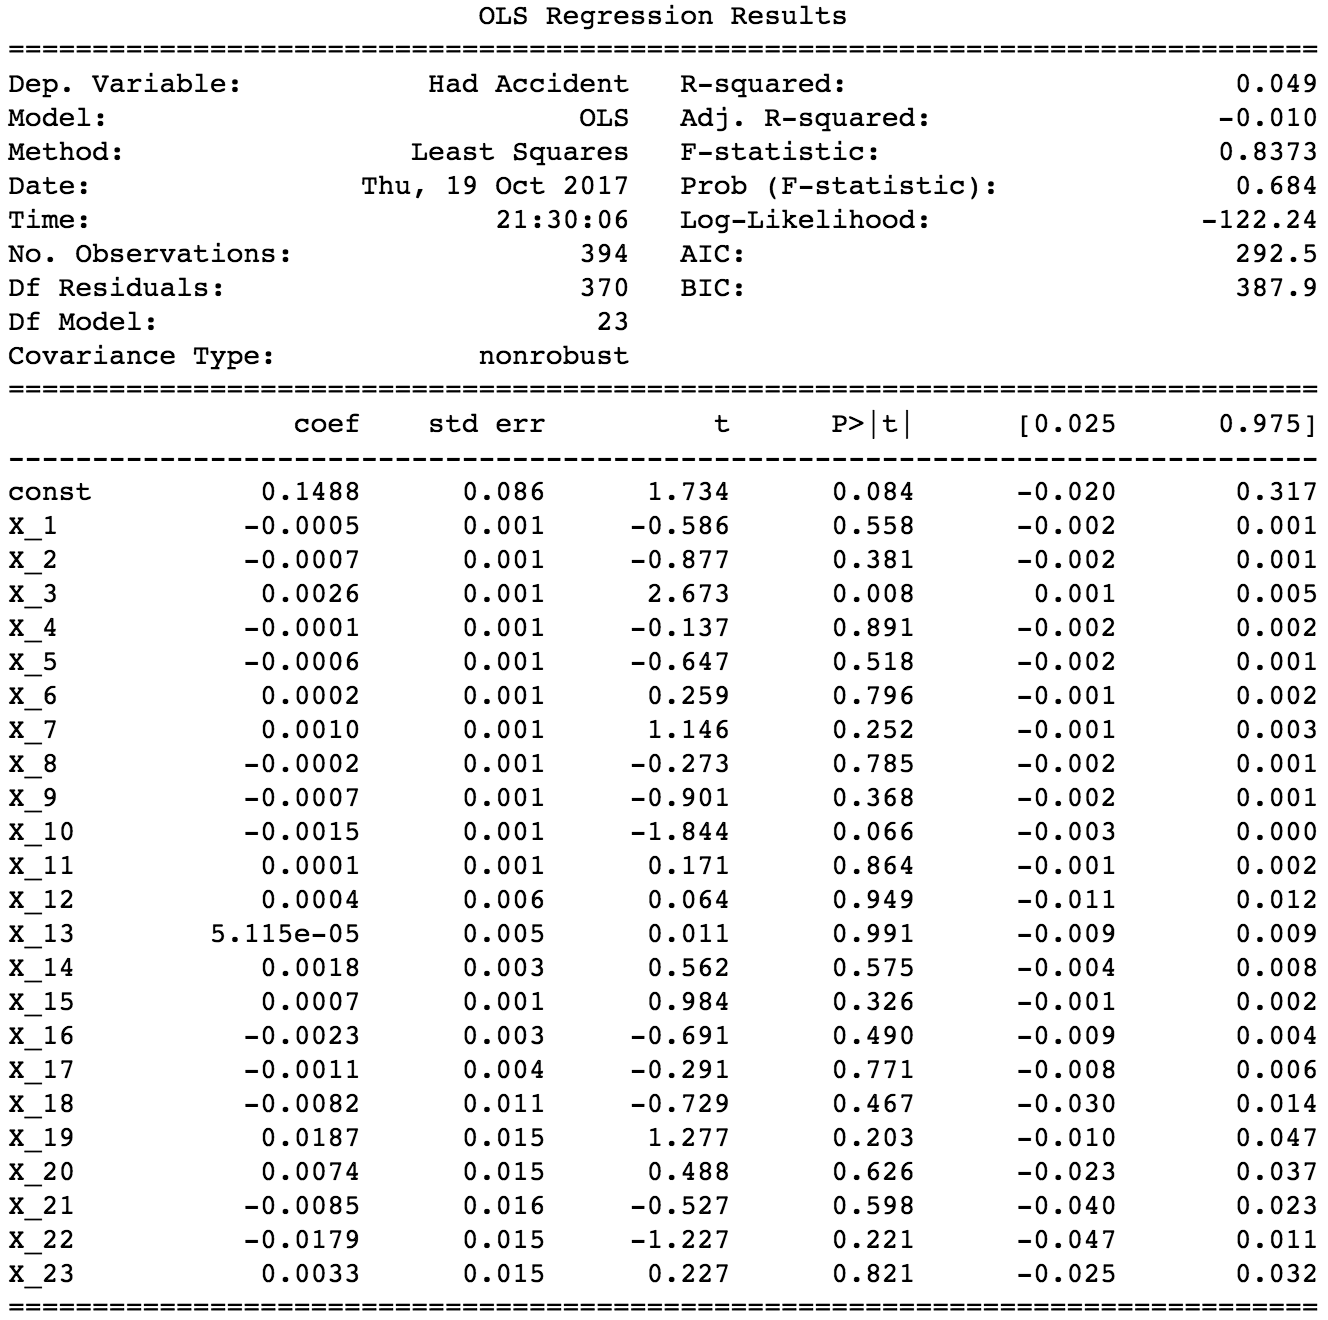 OLS Regression Results
==============================================================================
Dep. Variable: Had Accident R-squared: 0.049
Model: OLS Adj. R-squared: -0.010
Method: Least Squares F-statistic: 0.8373
Date: Thu, 19 Oct 2017 Prob (F-statistic): 0.684
Time: 21:30:06 Log-Likelihood: -122.24
No. Observations: 394 AIC: 292.5
Df Residuals: 370 BIC: 387.9
Df Model: 23
Covariance Type: nonrobust
==============================================================================
coef std err t P>|t| [0.025 0.975]
------------------------------------------------------------------------------
const 0.1488 0.086 1.734 0.084 -0.020 0.317
X_1 -0.0005 0.001 -0.586 0.558 -0.002 0.001
X_2 -0.0007 0.001 -0.877 0.381 -0.002 0.001
X_3 0.0026 0.001 2.673 0.008 0.001 0.005
X_4 -0.0001 0.001 -0.137 0.891 -0.002 0.002
X_5 -0.0006 0.001 -0.647 0.518 -0.002 0.001
X_6 0.0002 0.001 0.259 0.796 -0.001 0.002
X_7 0.0010 0.001 1.146 0.252 -0.001 0.003
X_8 -0.0002 0.001 -0.273 0.785 -0.002 0.001
X_9 -0.0007 0.001 -0.901 0.368 -0.002 0.001
X_10 -0.0015 0.001 -1.844 0.066 -0.003 0.000
X_11 0.0001 0.001 0.171 0.864 -0.001 0.002
X_12 0.0004 0.006 0.064 0.949 -0.011 0.012
X_13 5.115e-05 0.005 0.011 0.991 -0.009 0.009
X_14 0.0018 0.003 0.562 0.575 -0.004 0.008
X_15 0.0007 0.001 0.984 0.326 -0.001 0.002
X_16 -0.0023 0.003 -0.691 0.490 -0.009 0.004
X_17 -0.0011 0.004 -0.291 0.771 -0.008 0.006
X_18 -0.0082 0.011 -0.729 0.467 -0.030 0.014
X_19 0.0187 0.015 1.277 0.203 -0.010 0.047
X_20 0.0074 0.015 0.488 0.626 -0.023 0.037
X_21 -0.0085 0.016 -0.527 0.598 -0.040 0.023
X_22 -0.0179 0.015 -1.227 0.221 -0.047 0.011
X_23 0.0033 0.015 0.227 0.821 -0.025 0.032
==============================================================================